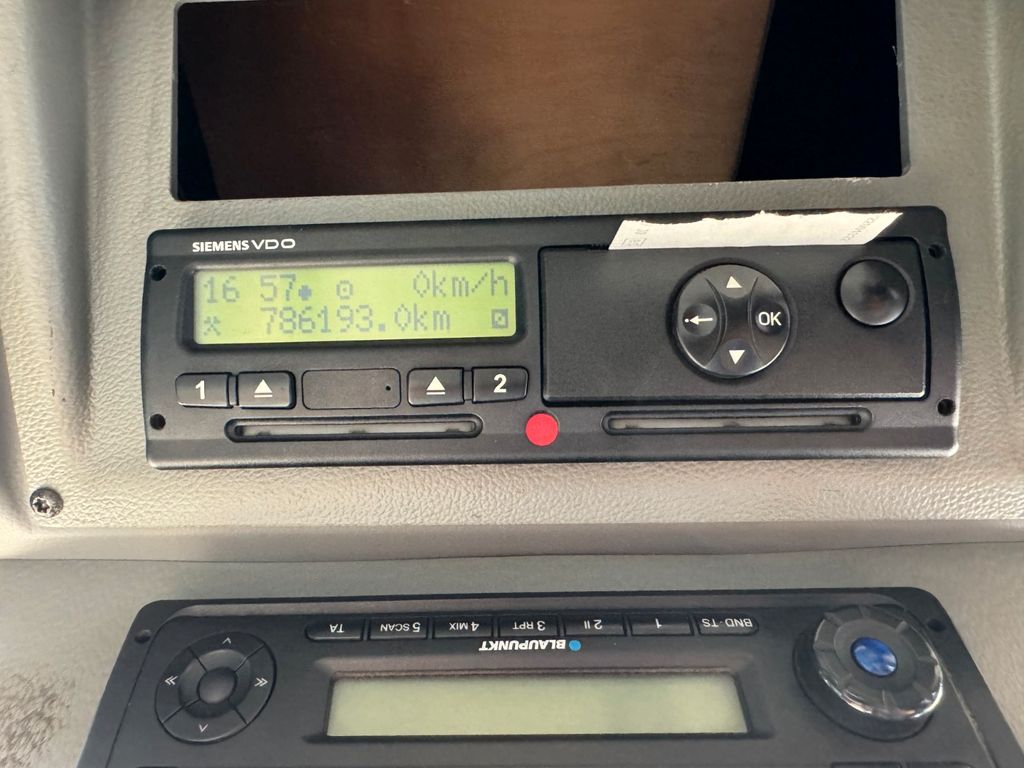 SIEMENS VDO
16 57 0km/h
786193.0km
1 2
OK
BND·TS 1 2 II 3 RPT 4 MIX 5 SCAN TA
BLAUPUNKT